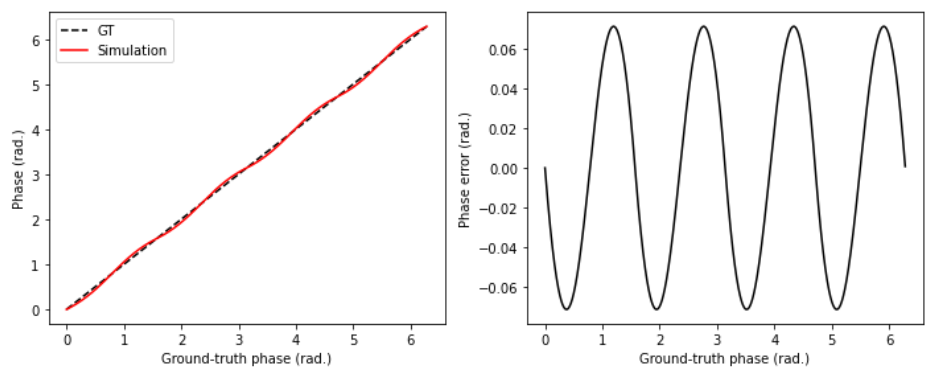 GT
Simulation
6
5
4
3
2
1
0
Phase (rad.)
0 1 2 3 4 5 6
Ground-truth phase (rad.)
0.06
0.04
0.02
0.00
−0.02
−0.04
−0.06
Phase error (rad.)
0 1 2 3 4 5 6
Ground-truth phase (rad.)